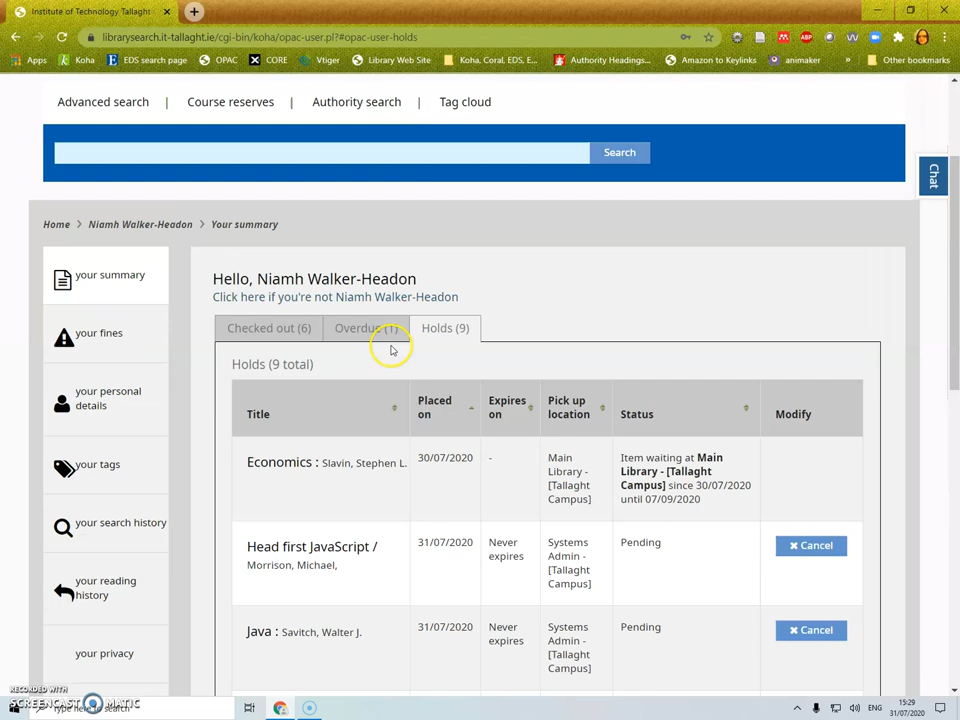 Institute of Technology Tallaght
librarysearch.it-tallaght.ie/cgi-bin/koha/opac-user.pl?#opac-user-holds
Apps Koha EDS search page OPAC CORE Vtiger Library Web Site Koha, Coral, EDS, E... Authority Headings... Amazon to Keylinks animaker » Other bookmarks
Advanced search | Course reserves | Authority search | Tag cloud
Search
Chat
Home > Niamh Walker-Headon > Your summary
your summary
your fines
your personal
details
your tags
your search history
your reading
history
your privacy
Hello, Niamh Walker-Headon
Click here if you're not Niamh Walker-Headon
Checked out (6) Overdue (1) Holds (9)
Holds (9 total)
Title
Placed
on
Expires
on
Pick up
location
Status
Modify
Economics : Slavin, Stephen L.
30/07/2020
-
Main
Library -
[Tallaght
Campus]
Item waiting at Main
Library - [Tallaght
Campus] since 30/07/2020
until 07/09/2020
Head first JavaScript /
Morrison, Michael,
31/07/2020
Never
expires
Systems
Admin -
[Tallaght
Campus]
Pending
Cancel
Java : Savitch, Walter J.
31/07/2020
Never
expires
Systems
Admin -
[Tallaght
Campus]
Pending
Cancel
RECORDED WITH
SCREENCAST MATIC
Type here to search
ENG
15:29
31/07/2020